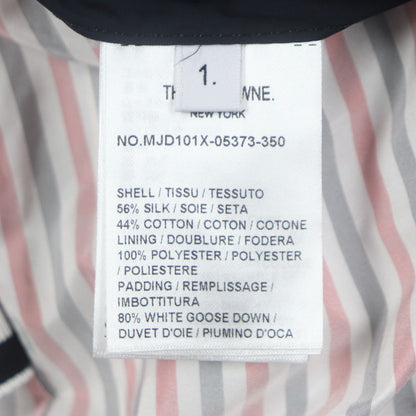 1.
NEW YORK
NO.MJD101X-05373-350
SHELL / TISSU / TESSUTO
56% SILK / SOIE / SETA
44% COTTON / COTON / COTONE
LINING / DOUBLURE / FODERA
100% POLYESTER / POLYESTER
/ POLIESTERE
PADDING / REMPLISSAGE /
IMBOTTITURA
80% WHITE GOOSE DOWN /
DUVET D'OIE / PIUMINO D'OCA